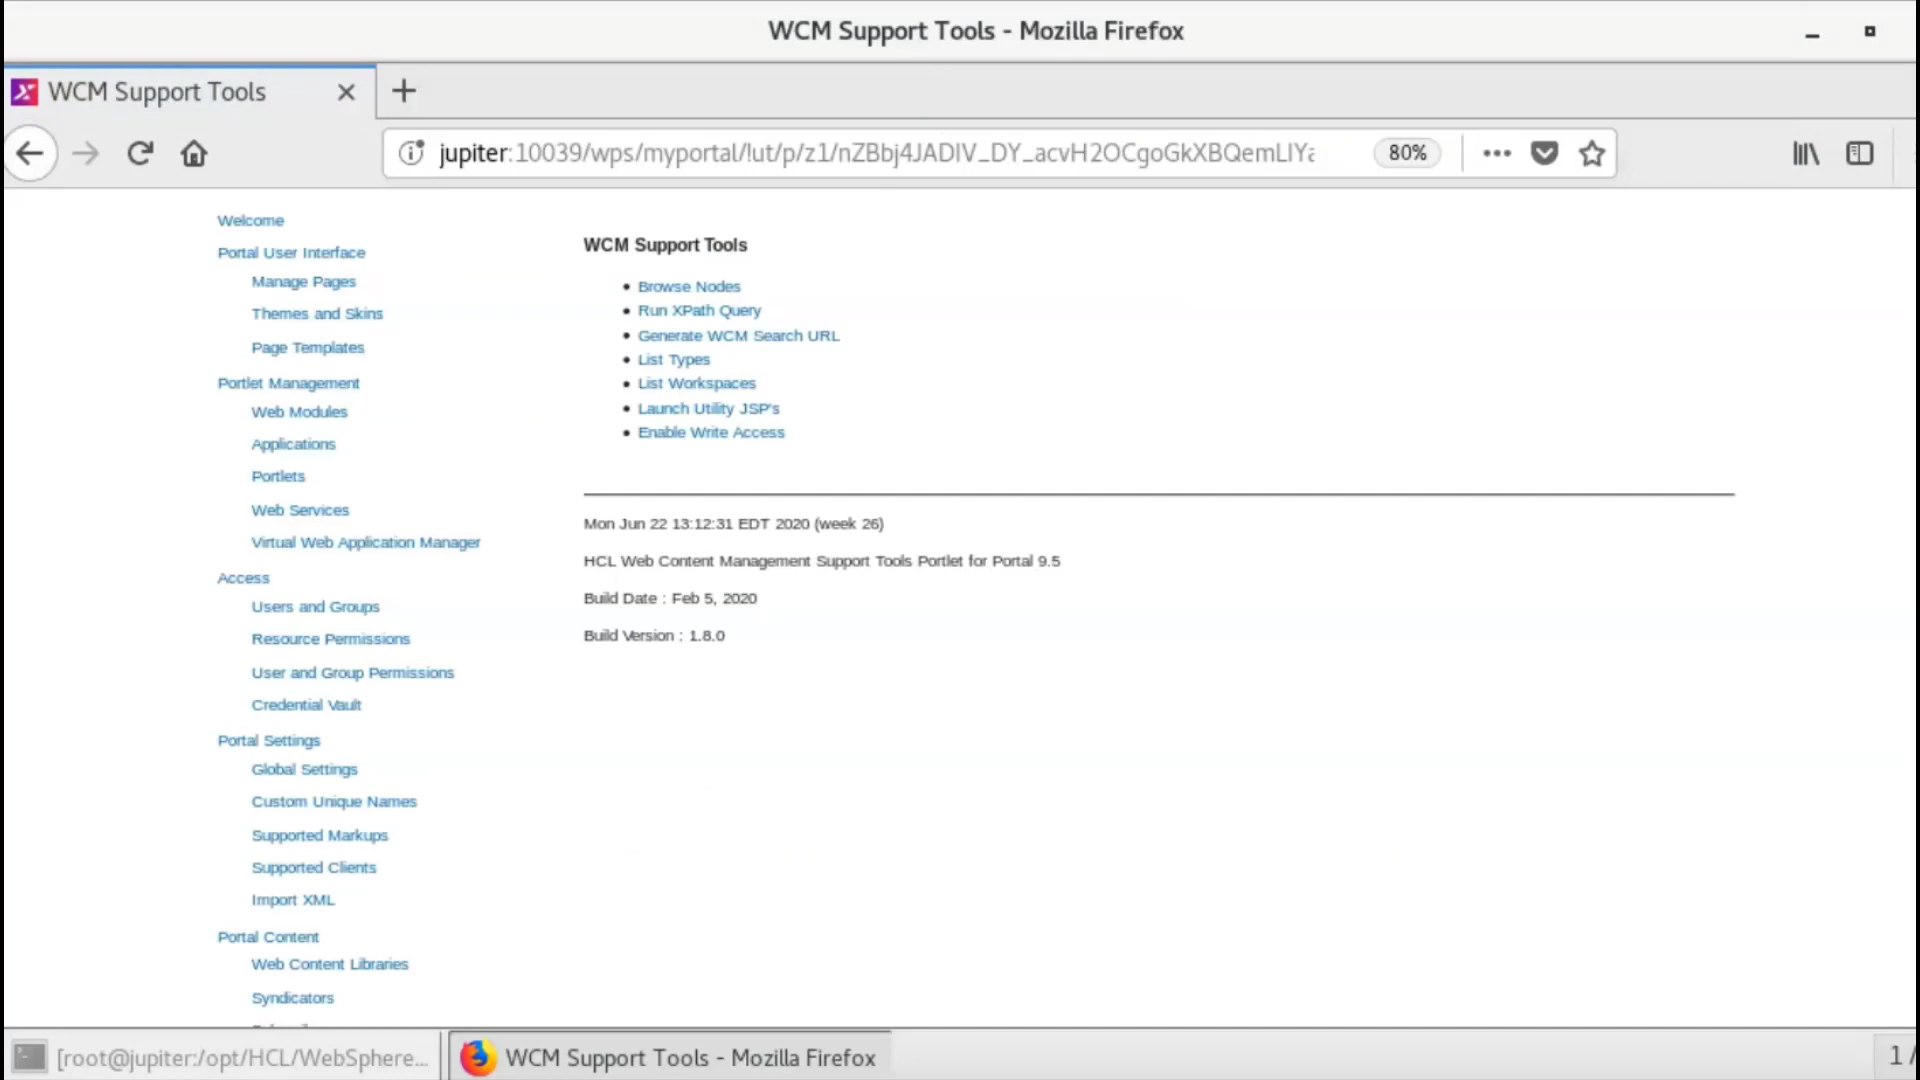 WCM Support Tools - Mozilla Firefox
WCM Support Tools
jupiter:10039/wps/myportal/!ut/p/z1/nZBbj4JADIV_DY_acvH2OCgoGkXBQemLIYa
80%
Welcome
Portal User Interface
Manage Pages
Themes and Skins
Page Templates
Portlet Management
Web Modules
Applications
Portlets
Web Services
Virtual Web Application Manager
Access
Users and Groups
Resource Permissions
User and Group Permissions
Credential Vault
Portal Settings
Global Settings
Custom Unique Names
Supported Markups
Supported Clients
Import XML
Portal Content
Web Content Libraries
Syndicators
WCM Support Tools
• Browse Nodes
• Run XPath Query
• Generate WCM Search URL
• List Types
• List Workspaces
• Launch Utility JSP's
• Enable Write Access
Mon Jun 22 13:12:31 EDT 2020 (week 26)
HCL Web Content Management Support Tools Portlet for Portal 9.5
Build Date : Feb 5, 2020
Build Version : 1.8.0
[root@jupiter:/opt/HCL/WebSphere...
WCM Support Tools - Mozilla Firefox
1 /